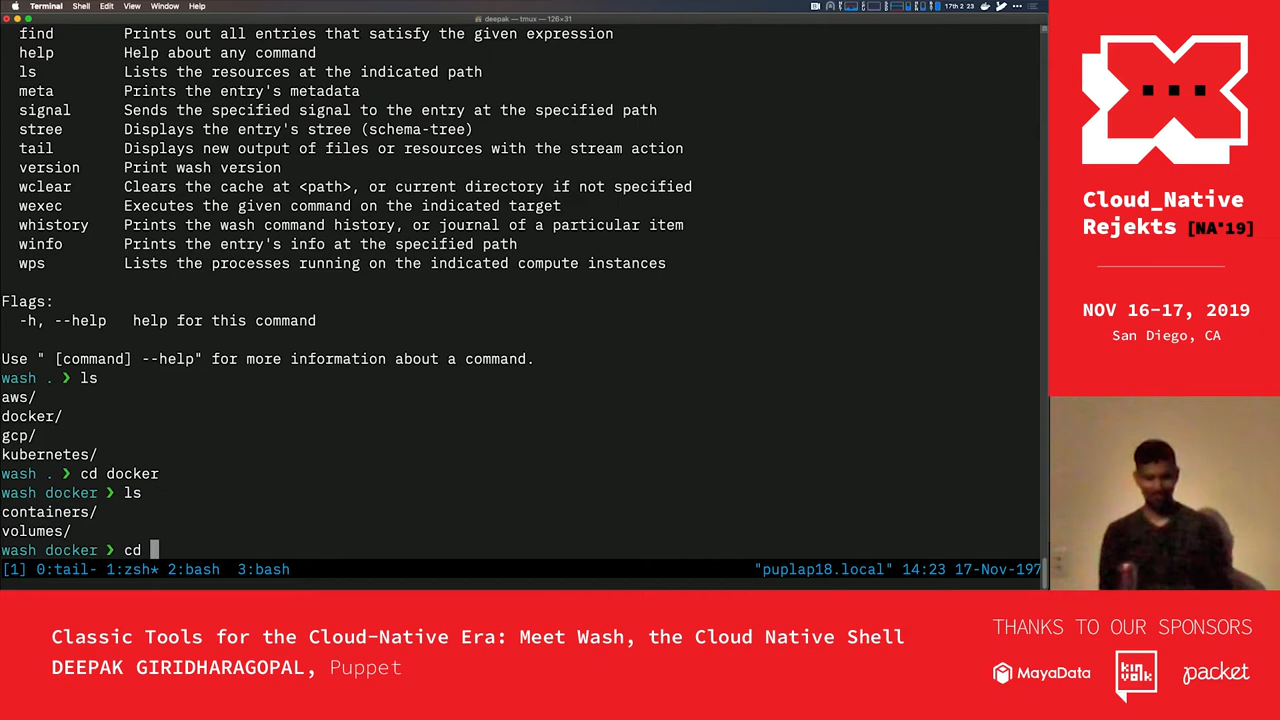 Terminal Shell Edit View Window Help
17th 2 23
deepak — tmux — 126×31
find Prints out all entries that satisfy the given expression
help Help about any command
ls Lists the resources at the indicated path
meta Prints the entry's metadata
signal Sends the specified signal to the entry at the specified path
stree Displays the entry's stree (schema-tree)
tail Displays new output of files or resources with the stream action
version Print wash version
wclear Clears the cache at <path>, or current directory if not specified
wexec Executes the given command on the indicated target
whistory Prints the wash command history, or journal of a particular item
winfo Prints the entry's info at the specified path
wps Lists the processes running on the indicated compute instances
Flags:
-h, --help help for this command
Use " [command] --help" for more information about a command.
wash . ❯ ls
aws/
docker/
gcp/
kubernetes/
wash . ❯ cd docker
wash docker ❯ ls
containers/
volumes/
wash docker ❯ cd
[1] 0:tail- 1:zsh* 2:bash 3:bash "puplap18.local" 14:23 17-Nov-197
Cloud_Native
Rejekts [NA'19]
NOV 16-17, 2019
San Diego, CA
Classic Tools for the Cloud-Native Era: Meet Wash, the Cloud Native Shell
DEEPAK GIRIDHARAGOPAL, Puppet
THANKS TO OUR SPONSORS
MayaData
kinvolk
packet